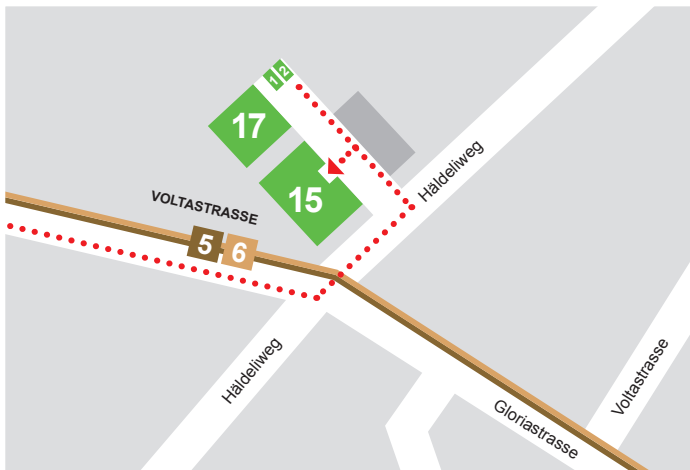 1 2
17
15
Häldeliweg
VOLTASTRASSE
5 6
Häldeliweg
Gloriastrasse
Voltastrasse